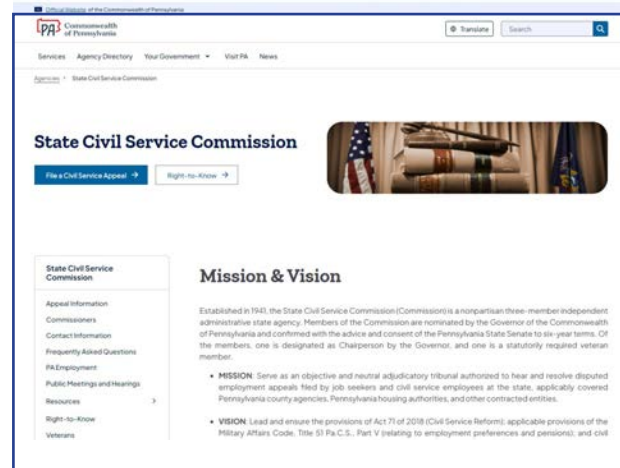 Official Website of the Commonwealth of Pennsylvania
PA Commonwealth
of Pennsylvania
Translate
Search
Services Agency Directory Your Government Visit PA News
Agencies > State Civil Service Commission
State Civil Service Commission
File a Civil Service Appeal →
Right-to-Know →
State Civil Service
Commission
Appeal Information
Commissioners
Contact Information
Frequently Asked Questions
PA Employment
Public Meetings and Hearings
Resources >
Right-to-Know
Veterans
Mission & Vision
Established in 1941, the State Civil Service Commission (Commission) is a nonpartisan three-member independent
administrative state agency. Members of the Commission are nominated by the Governor of the Commonwealth
of Pennsylvania and confirmed with the advice and consent of the Pennsylvania State Senate to six-year terms. Of
the members, one is designated as Chairperson by the Governor, and one is a statutorily required veteran
member.
• MISSION: Serve as an objective and neutral adjudicatory tribunal authorized to hear and resolve disputed
employment appeals filed by job seekers and civil service employees at the state, applicably covered
Pennsylvania county agencies, Pennsylvania housing authorities, and other contracted entities.
• VISION: Lead and ensure the provisions of Act 71 of 2018 (Civil Service Reform); applicable provisions of the
Military Affairs Code, Title 51 Pa.C.S., Part V (relating to employment preferences and pensions); and civil